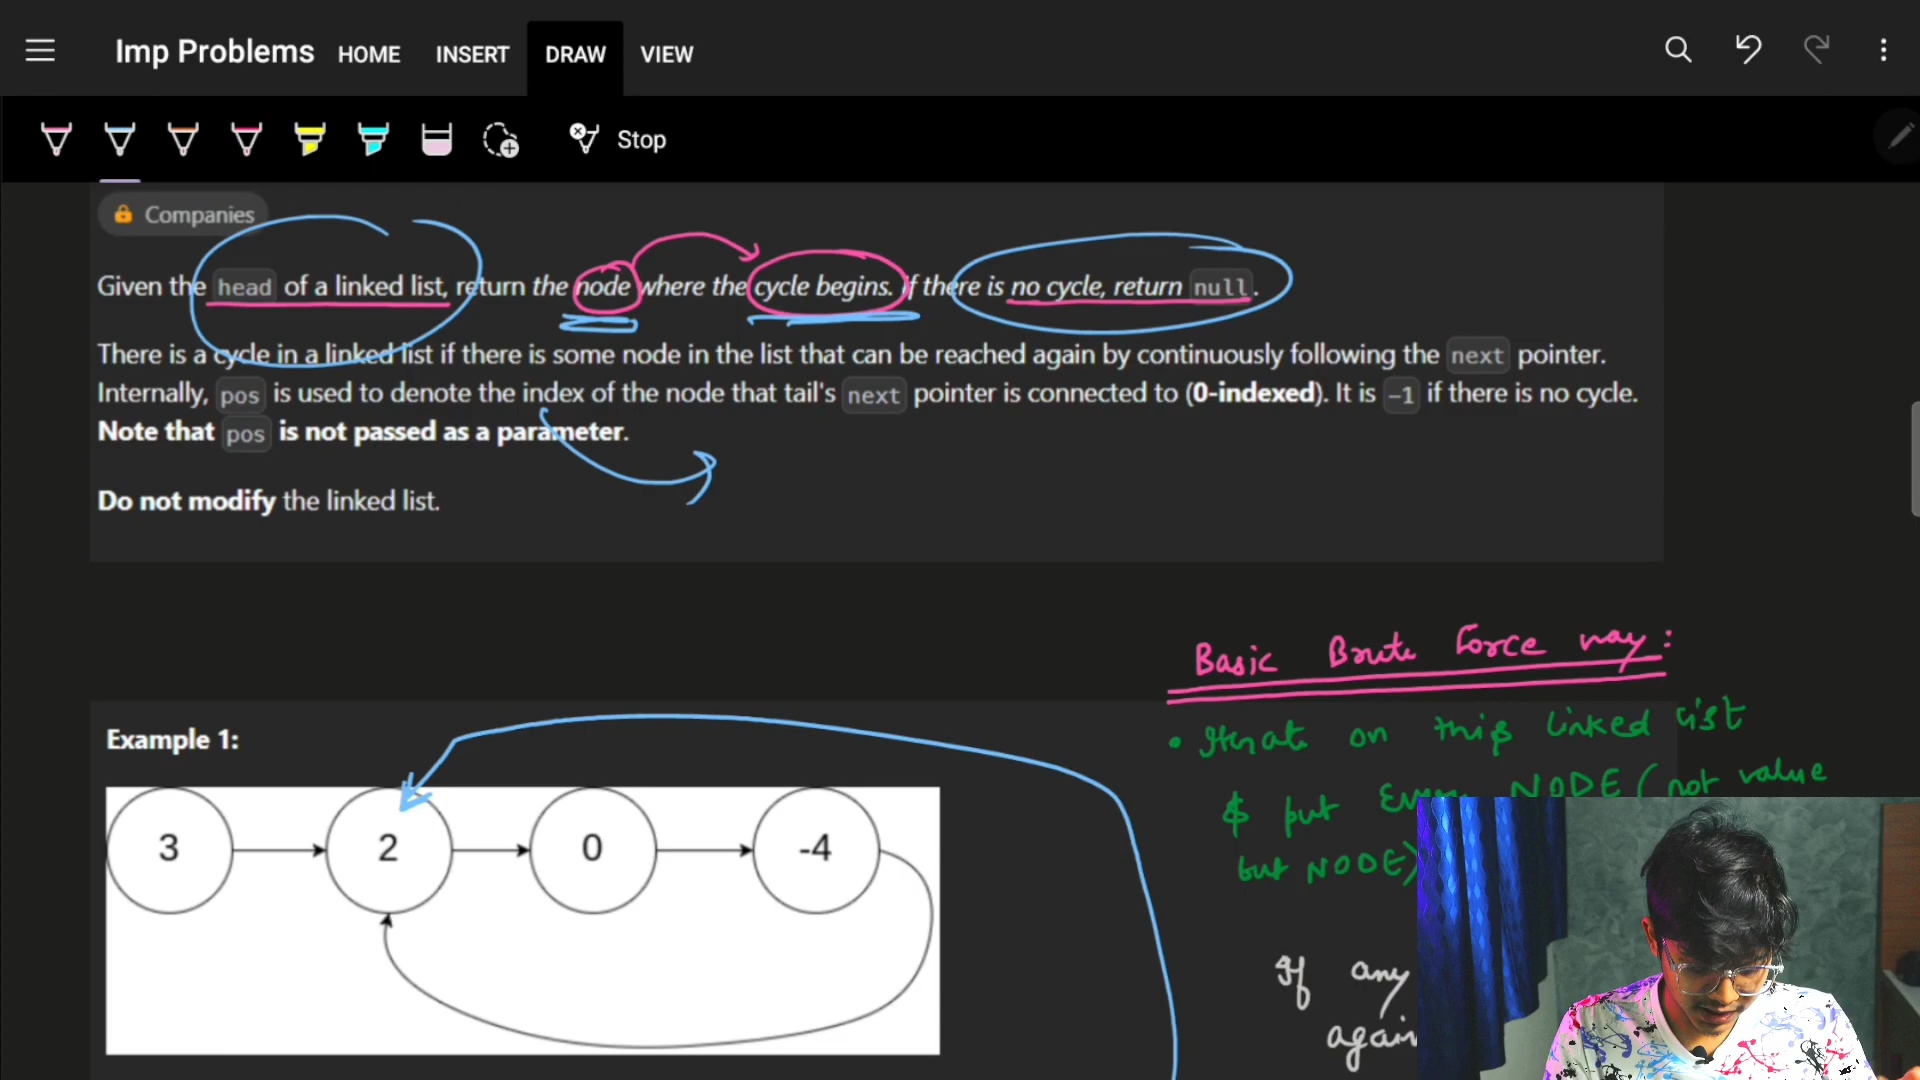 Imp Problems HOME INSERT DRAW VIEW
Stop
Companies
Given the head of a linked list, return the node where the cycle begins. If there is no cycle, return null.
There is a cycle in a linked list if there is some node in the list that can be reached again by continuously following the next pointer.
Internally, pos is used to denote the index of the node that tail's next pointer is connected to (0-indexed). It is -1 if there is no cycle.
Note that pos is not passed as a parameter.
Do not modify the linked list.
Basic Brute Force way:
• Iterate on this linked list
& put Every NODE (not value
but NODE)
Example 1:
3 2 0 -4
If any
again